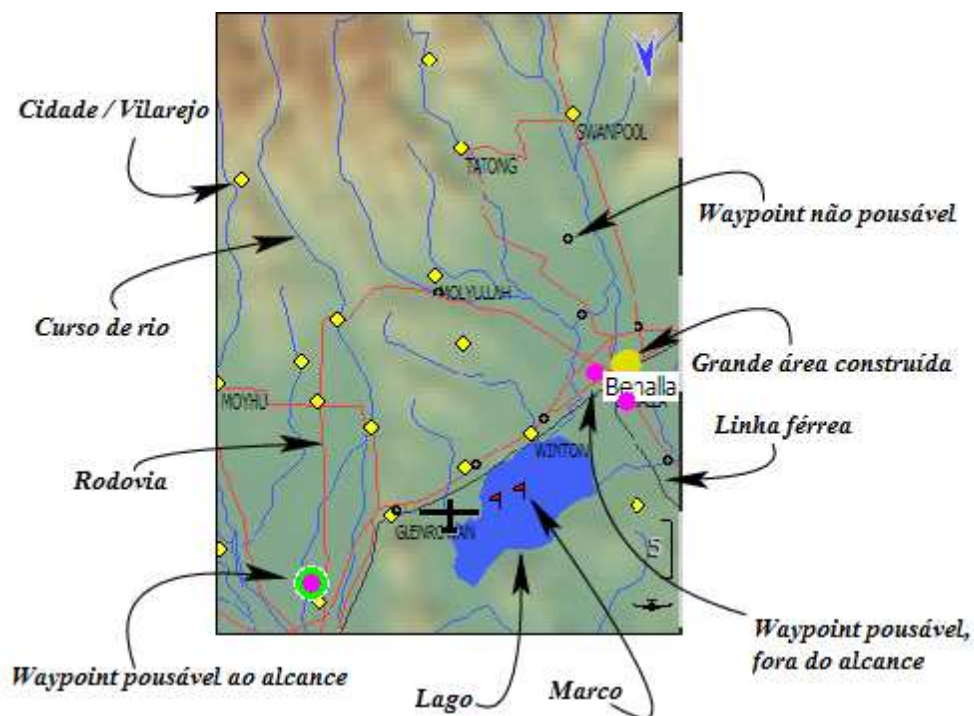 Cidade / Vilarejo
SWANPOOL
TATONG
Waypoint não pousável
MOLYULLAH
Curso de rio
Grande área construída
Benalla
MOYHU
Linha férrea
WINTON
Rodovia
GLENROWAN
5
Waypoint pousável ao alcance
Lago
Marco
Waypoint pousável,
fora do alcance